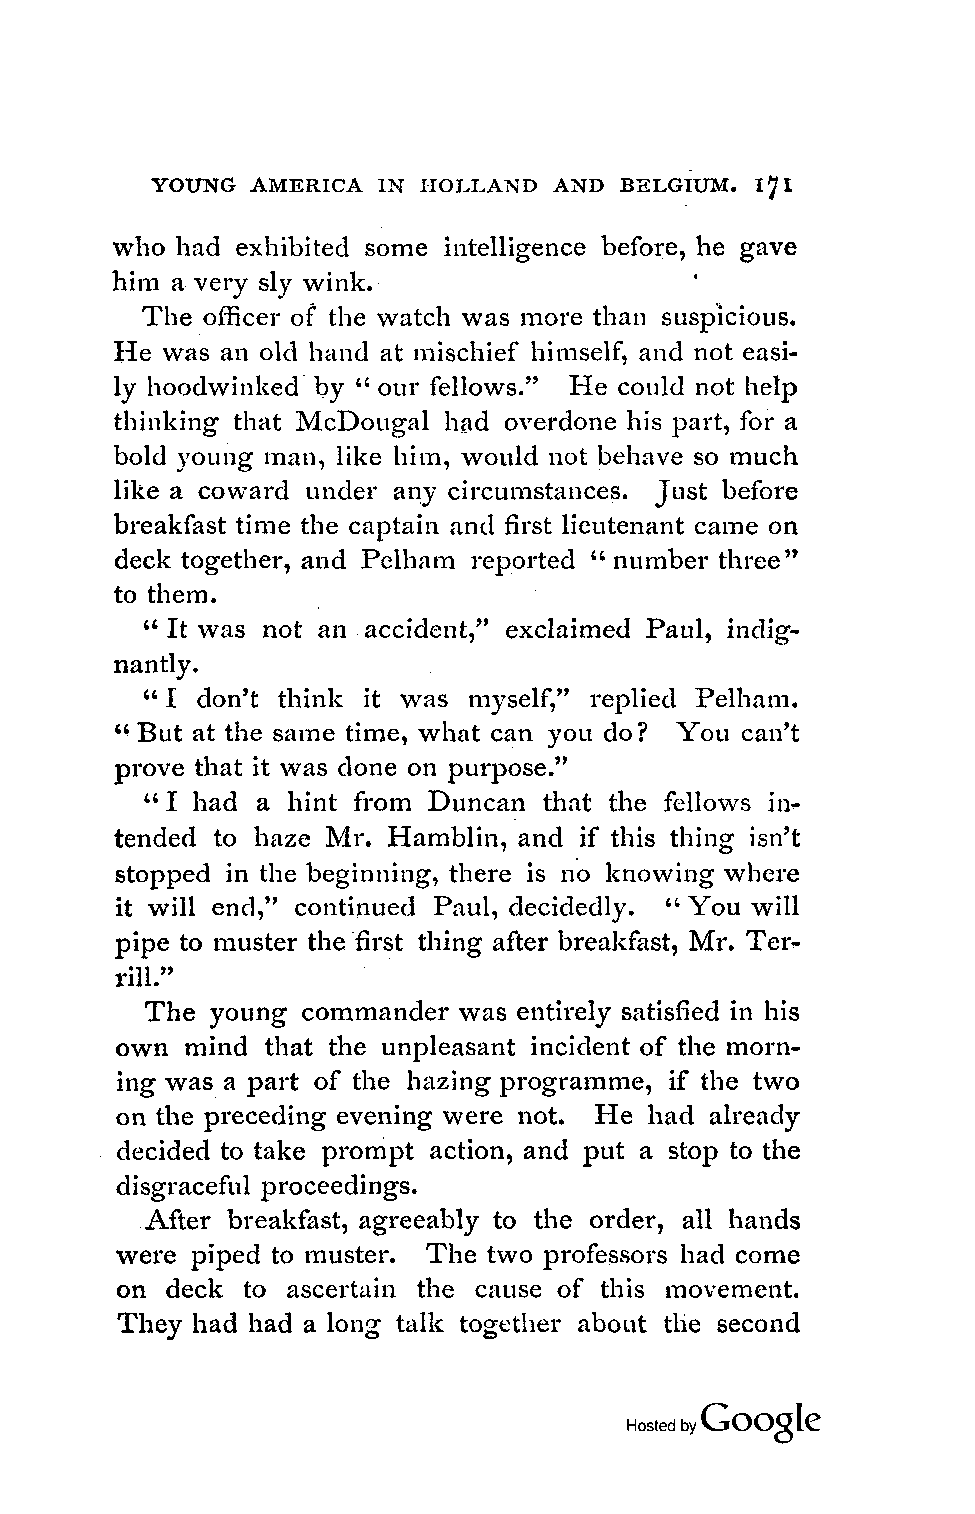 YOUNG AMERICA IN HOLLAND AND BELGIUM. 171
who had exhibited some intelligence before, he gave
him a very sly wink.
The officer of the watch was more than suspicious.
He was an old hand at mischief himself, and not easi-
ly hoodwinked by “ our fellows.” He could not help
thinking that McDougal had overdone his part, for a
bold young man, like him, would not behave so much
like a coward under any circumstances. Just before
breakfast time the captain and first lieutenant came on
deck together, and Pelham reported “ number three”
to them.
“ It was not an accident,” exclaimed Paul, indig-
nantly.
“ I don’t think it was myself,” replied Pelham.
“ But at the same time, what can you do? You can’t
prove that it was done on purpose.”
“ I had a hint from Duncan that the fellows in-
tended to haze Mr. Hamblin, and if this thing isn’t
stopped in the beginning, there is no knowing where
it will end,” continued Paul, decidedly. “ You will
pipe to muster the first thing after breakfast, Mr. Ter-
rill.”
The young commander was entirely satisfied in his
own mind that the unpleasant incident of the morn-
ing was a part of the hazing programme, if the two
on the preceding evening were not. He had already
decided to take prompt action, and put a stop to the
disgraceful proceedings.
After breakfast, agreeably to the order, all hands
were piped to muster. The two professors had come
on deck to ascertain the cause of this movement.
They had had a long talk together about the second
Hosted by Google